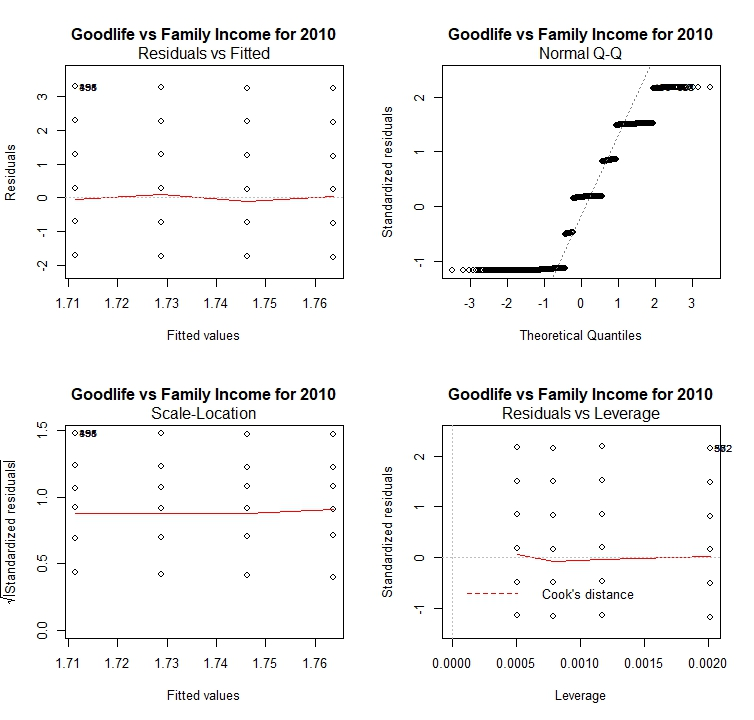 Goodlife vs Family Income for 2010
Residuals vs Fitted
Residuals
3
2
1
0
-1
-2
1.71 1.72 1.73 1.74 1.75 1.76
Fitted values
Goodlife vs Family Income for 2010
Normal Q-Q
Standardized residuals
2
1
0
-1
-3 -2 -1 0 1 2 3
Theoretical Quantiles
Goodlife vs Family Income for 2010
Scale-Location
√|Standardized residuals|
1.5
1.0
0.5
0.0
1.71 1.72 1.73 1.74 1.75 1.76
Fitted values
Goodlife vs Family Income for 2010
Residuals vs Leverage
Standardized residuals
2
1
0
-1
Cook's distance
0.0000 0.0005 0.0010 0.0015 0.0020
Leverage